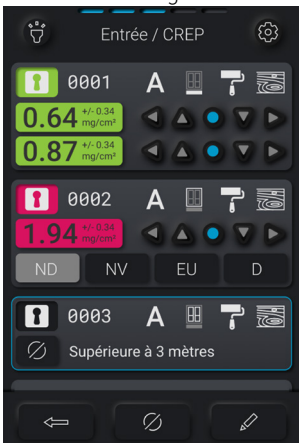 Entrée / CREP
0001 A
0.64 +/- 0.34 mg/cm²
0.87 +/- 0.34 mg/cm²
0002 A
1.94 +/- 0.34 mg/cm²
ND NV EU D
0003 A
Supérieure à 3 mètres